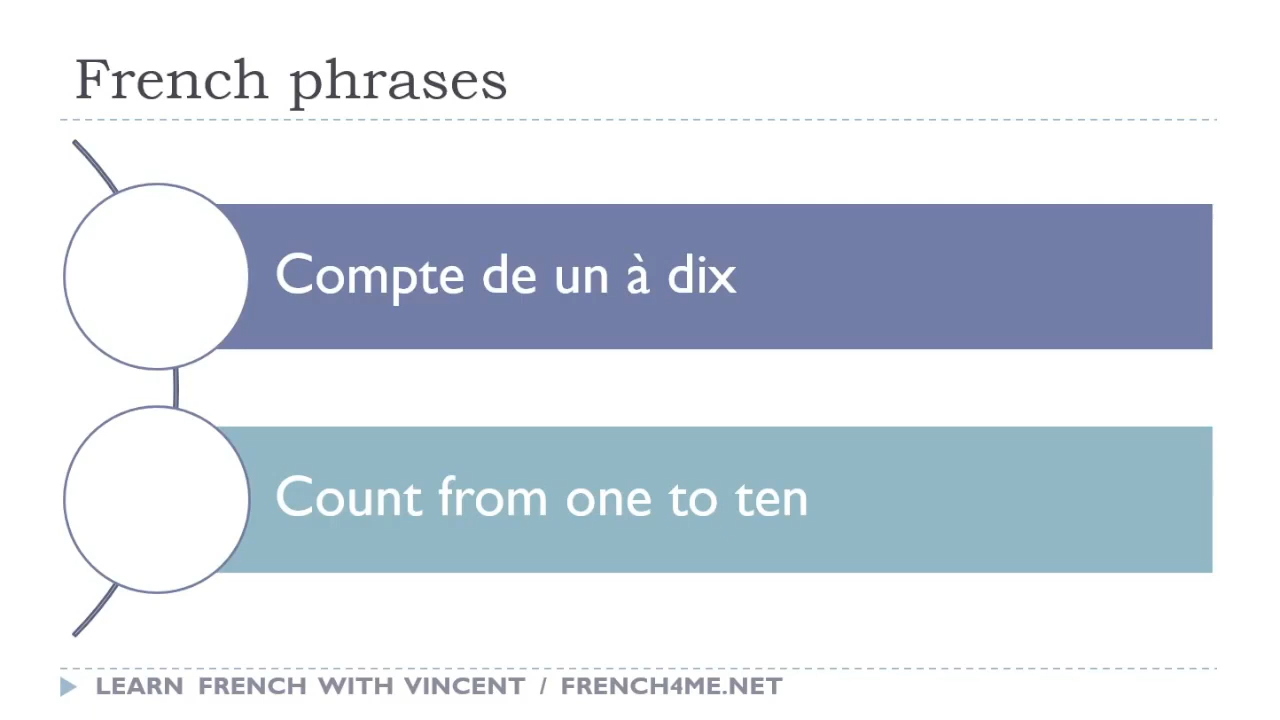 French phrases
Compte de un à dix
Count from one to ten
LEARN FRENCH WITH VINCENT / FRENCH4ME.NET